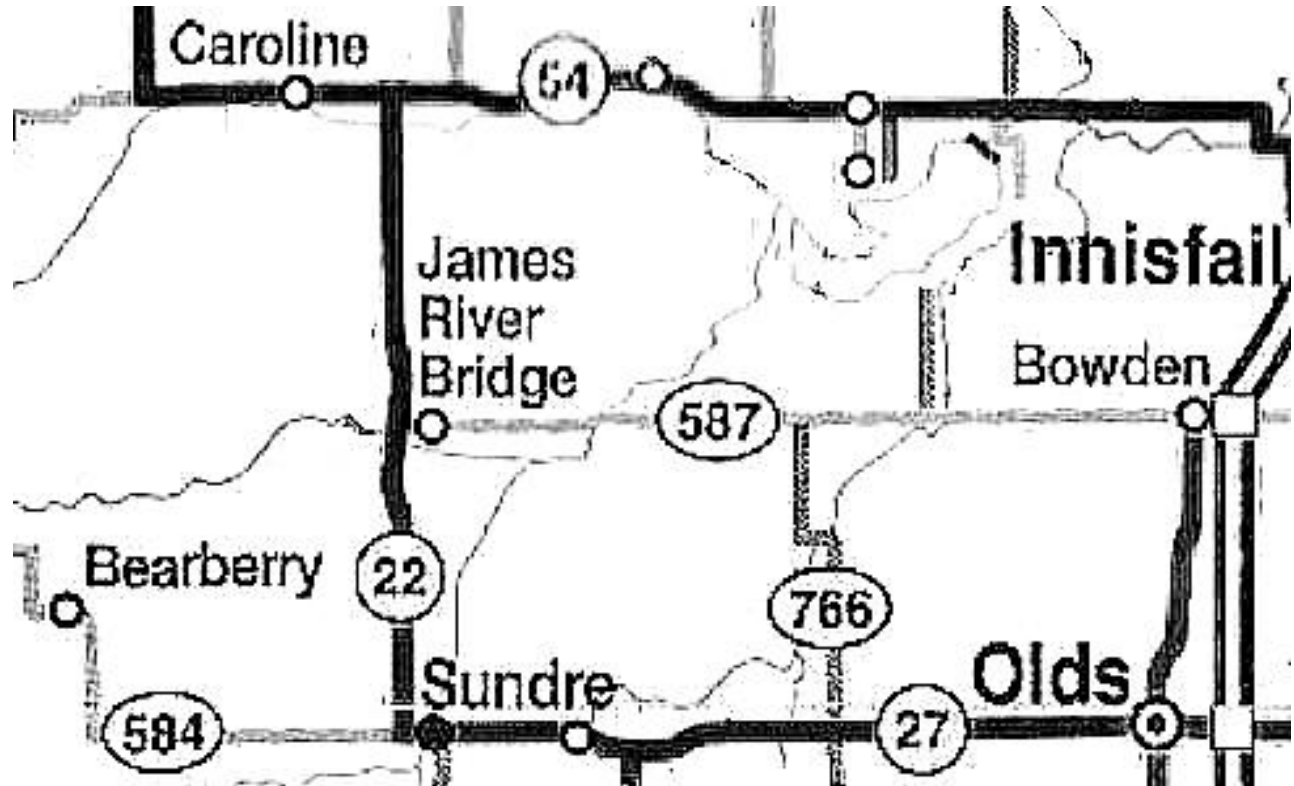 Caroline
54
James
River
Bridge
Innisfail
Bowden
587
Bearberry
22
766
Sundre
Olds
584
27